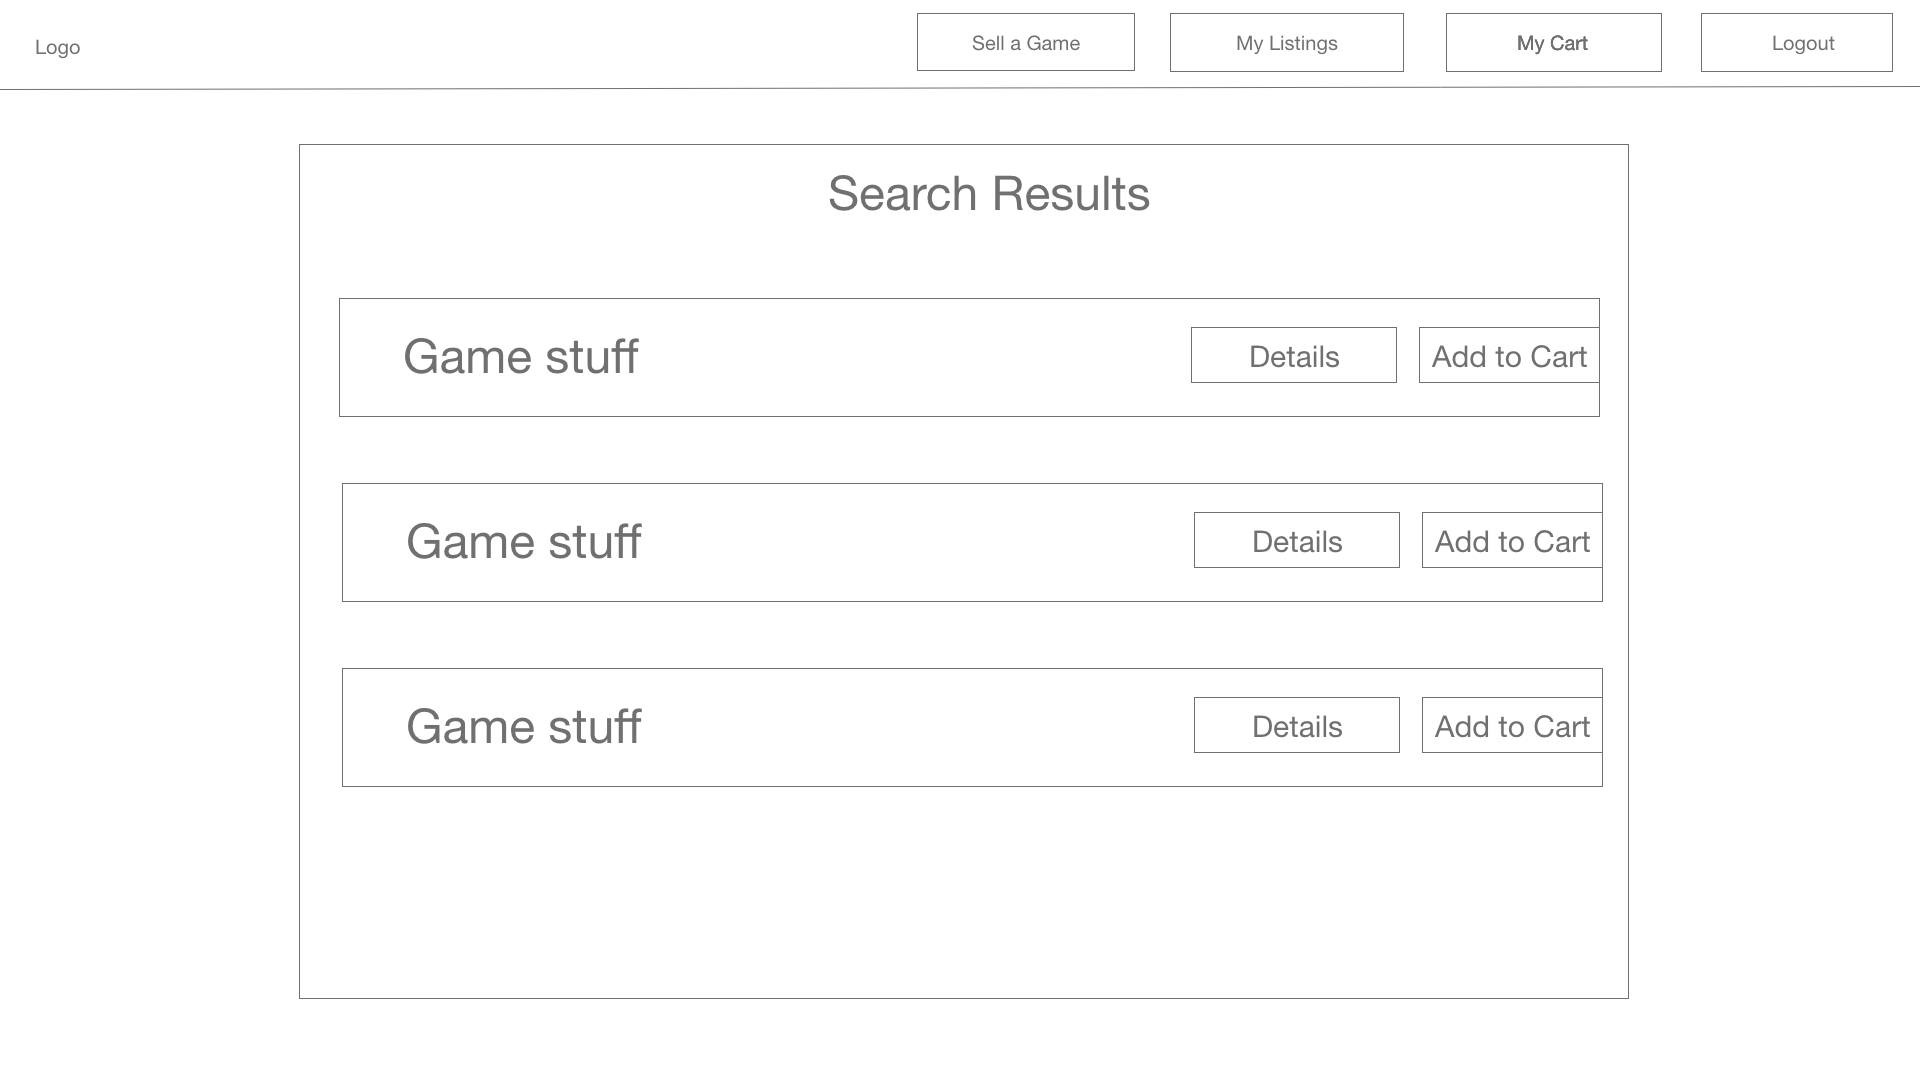 Logo
Sell a Game
My Listings
My Cart
Logout
Search Results
Game stuff
Details
Add to Cart
Game stuff
Details
Add to Cart
Game stuff
Details
Add to Cart